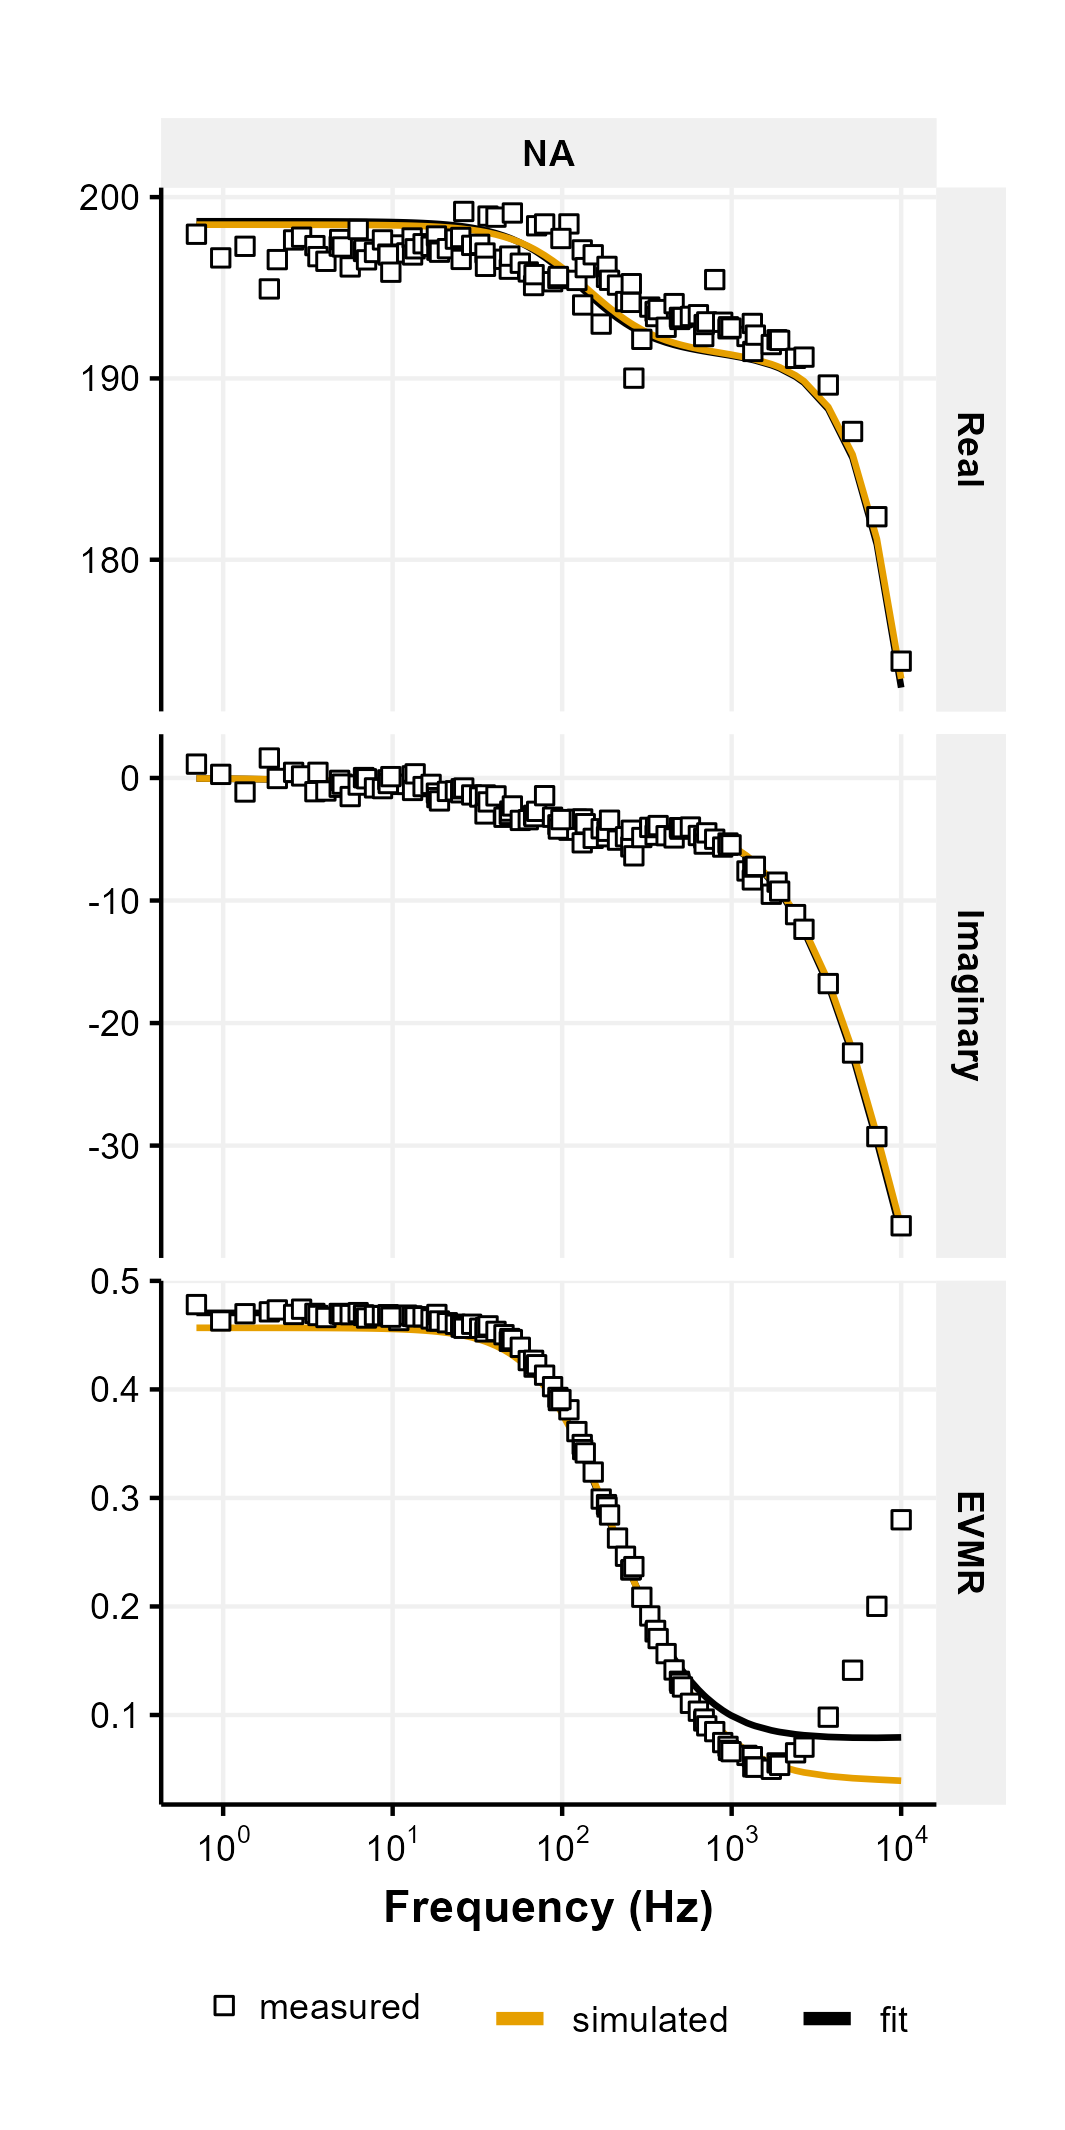 NA
200
190
180
Real
0
-10
-20
-30
Imaginary
0.5
0.4
0.3
0.2
0.1
EVMR
10⁰ 10¹ 10² 10³ 10⁴
Frequency (Hz)
measured simulated fit